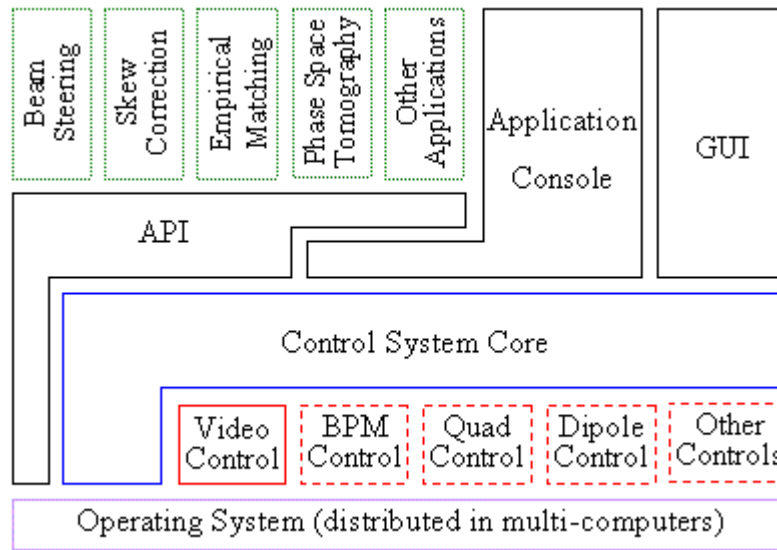 Beam
Steering
Skew
Correction
Empirical
Matching
Phase Space
Tomography
Other
Applications
Application
Console
GUI
API
Control System Core
Video
Control
BPM
Control
Quad
Control
Dipole
Control
Other
Controls
Operating System (distributed in multi-computers)